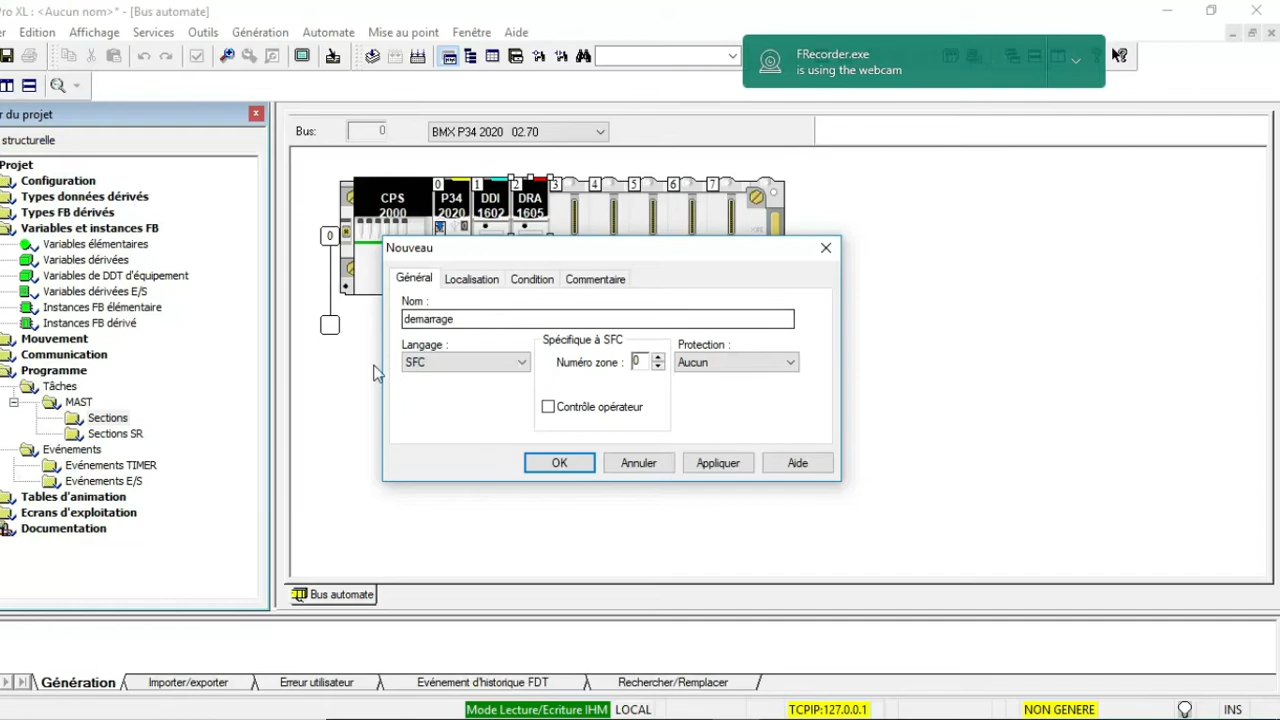 Pro XL : <Aucun nom>* - [Bus automate]
Edition Affichage Services Outils Génération Automate Mise au point Fenêtre Aide
FRecorder.exe
is using the webcam
r du projet
structurelle
Projet
Configuration
Types données dérivés
Types FB dérivés
Variables et instances FB
Variables élémentaires
Variables dérivées
Variables de DDT d'équipement
Variables dérivées E/S
Instances FB élémentaire
Instances FB dérivé
Mouvement
Communication
Programme
Tâches
MAST
Sections
Sections SR
Evénements
Evénements TIMER
Evénements E/S
Tables d'animation
Ecrans d'exploitation
Documentation
Bus: 0 BMX P34 2020 02.70
0 1 2 3 4 5 6 7
CPS P34 DDI DRA
2000 2020 1602 1605
0
Nouveau
Général Localisation Condition Commentaire
Nom :
demarrage
Langage : Spécifique à SFC Protection :
SFC Numéro zone : 0 Aucun
Contrôle opérateur
OK Annuler Appliquer Aide
Bus automate
Génération Importer/exporter Erreur utilisateur Evénement d'historique FDT Rechercher/Remplacer
Mode Lecture/Ecriture IHM LOCAL TCPIP:127.0.0.1 NON GENERE INS